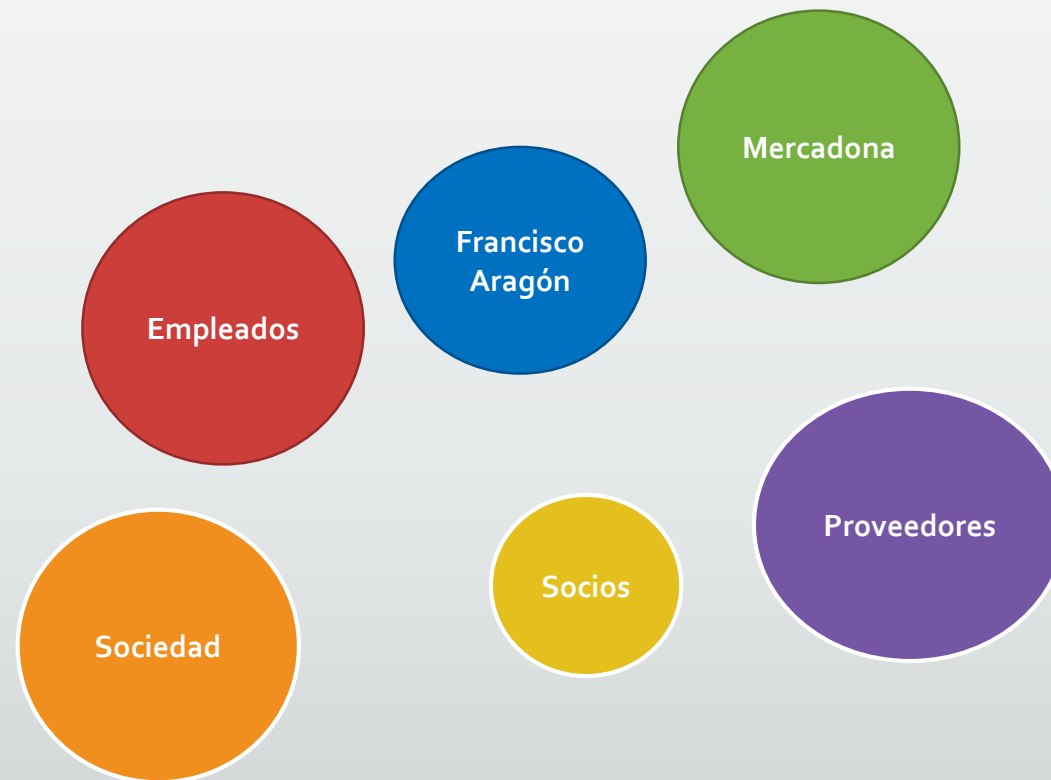 Mercadona
Francisco
Aragón
Empleados
Proveedores
Socios
Sociedad